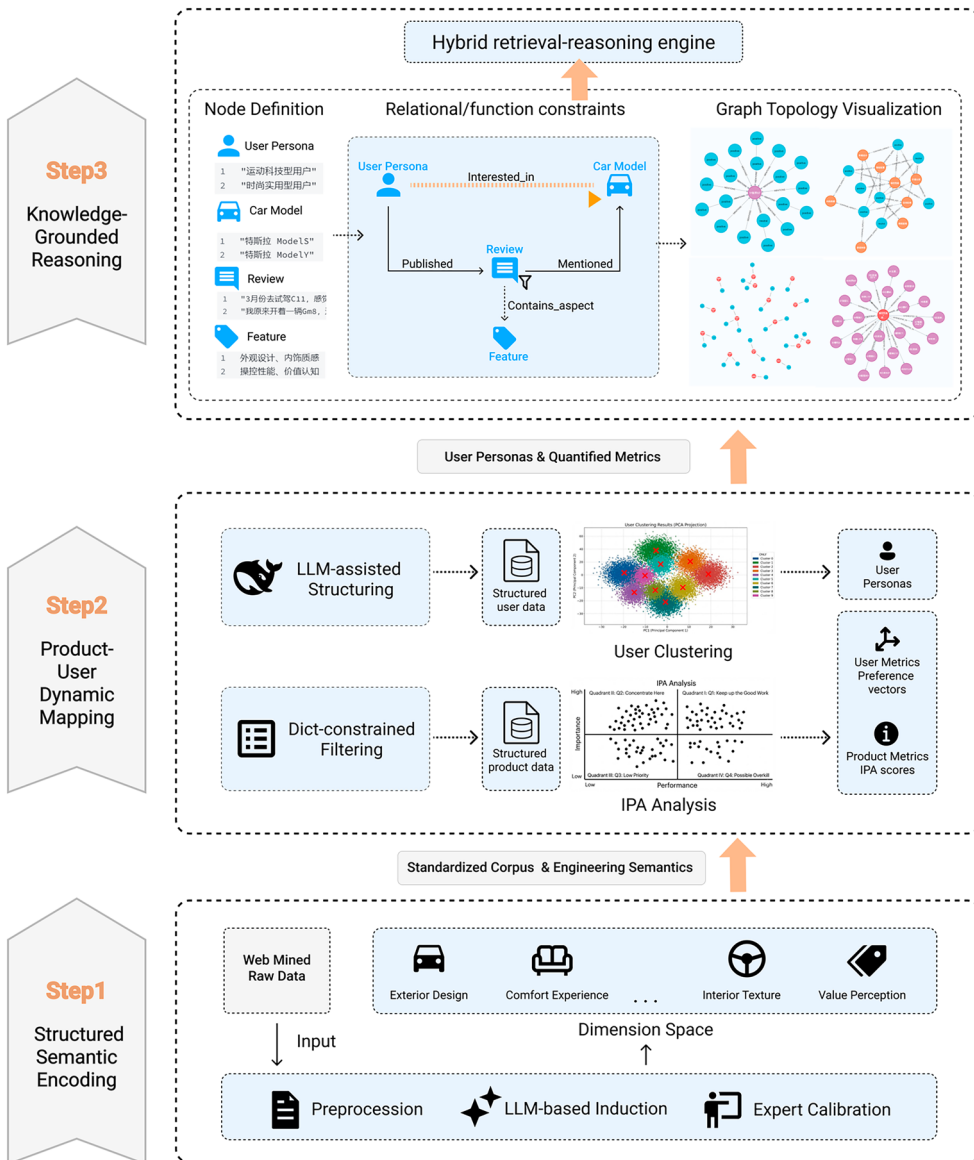 Hybrid retrieval-reasoning engine
Step3
Knowledge-
Grounded
Reasoning
Node Definition
Relational/function constraints
Graph Topology Visualization
User Persona
1 "运动科技型用户"
2 "时尚实用型用户"
Car Model
1 "特斯拉 ModelS"
2 "特斯拉 ModelY"
Review
1 "3月份去试驾C11，感觉
2 "我原来开着一辆Gm8，
Feature
1 外观设计、内饰质感
2 操控性能、价值认知
User Persona
Interested_in
Car Model
Published
Review
Mentioned
Contains_aspect
Feature
User Personas & Quantified Metrics
Step2
Product-
User
Dynamic
Mapping
LLM-assisted
Structuring
Structured
user data
User Clustering Results (PCA Projection)
PC2 (Principal Component 2)
PC1 (Principal Component 1)
User Clustering
User
Personas
Dict-constrained
Filtering
Structured
product data
IPA Analysis
High
Quadrant II: Q2: Concentrate Here
Quadrant I: Q1: Keep up the Good Work
Importance
Quadrant III: Q3: Low Priority
Quadrant IV: Q4: Possible Overkill
Low
Low
Performance
High
IPA Analysis
User Metrics
Preference
vectors
Product Metrics
IPA scores
Standardized Corpus & Engineering Semantics
Step1
Structured
Semantic
Encoding
Web Mined
Raw Data
Exterior Design
Comfort Experience
...
Interior Texture
Value Perception
Input
Dimension Space
Preprocession
LLM-based Induction
Expert Calibration